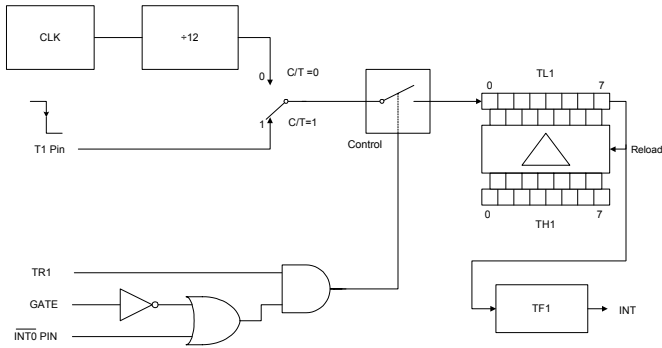 CLK
÷12
0
C/T =0
TL1
0 7
1
C/T=1
T1 Pin
Control
Reload
0 7
TH1
TR1
GATE
INT0 PIN
TF1
INT